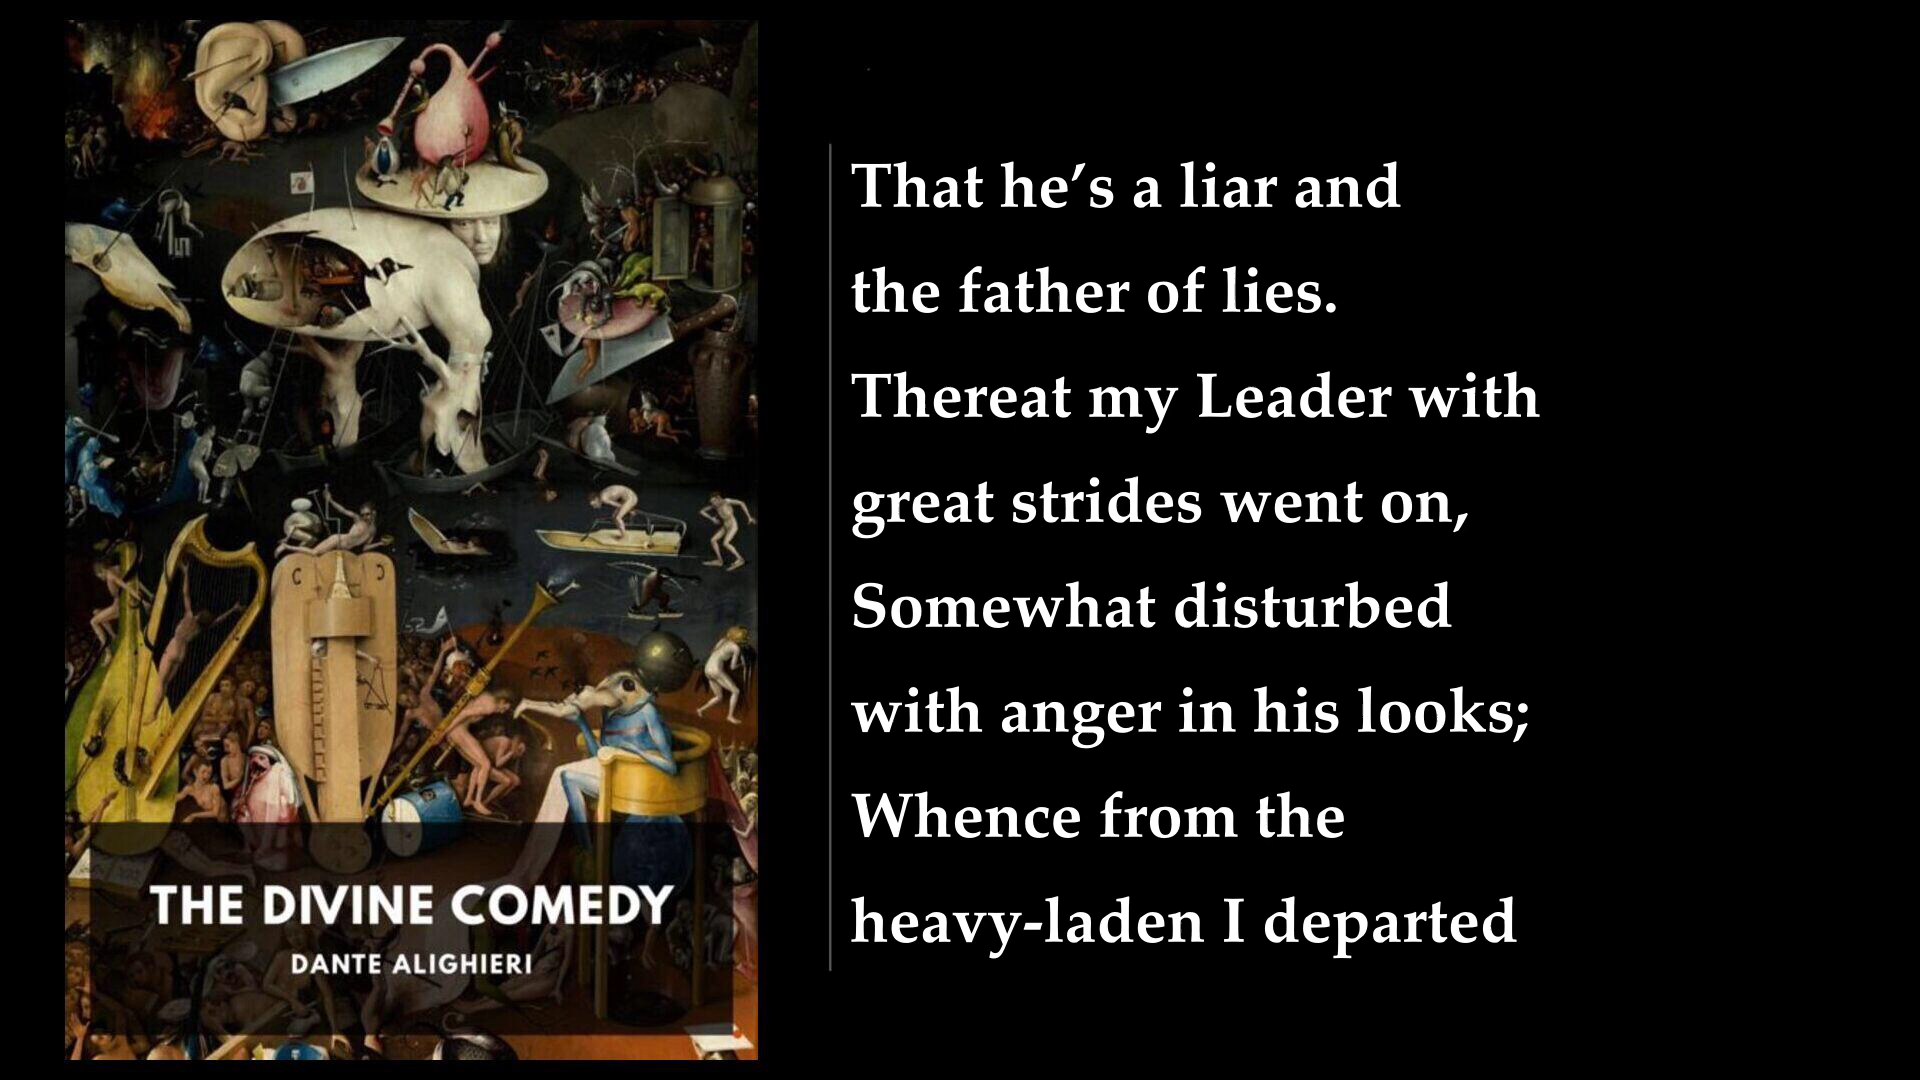 That he’s a liar and
the father of lies.
Thereat my Leader with
great strides went on,
Somewhat disturbed
with anger in his looks;
Whence from the
heavy-laden I departed
THE DIVINE COMEDY
DANTE ALIGHIERI